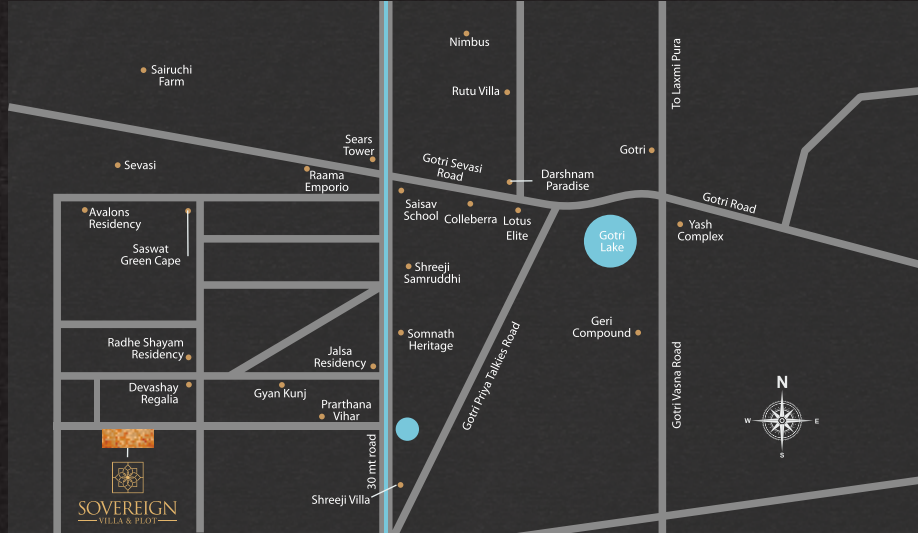 Nimbus
To Laxmi Pura
Sairuchi
Farm
Rutu Villa
Sears
Tower
Gotri
Sevasi
Gotri Sevasi
Road
Raama
Emporio
Darshnam
Paradise
Gotri Road
Avalons
Residency
Saisav
School
Colleberra
Lotus
Elite
Yash
Complex
Gotri
Lake
Saswat
Green Cape
Shreeji
Samruddhi
Geri
Compound
Somnath
Heritage
Radhe Shayam
Residency
Jalsa
Residency
Gotri Priya Talkies Road
Gotri Vasna Road
Devashay
Regalia
Gyan Kunj
Prarthana
Vihar
N
W
E
S
30 mt road
Shreeji Villa
SOVEREIGN
VILLA & PLOT